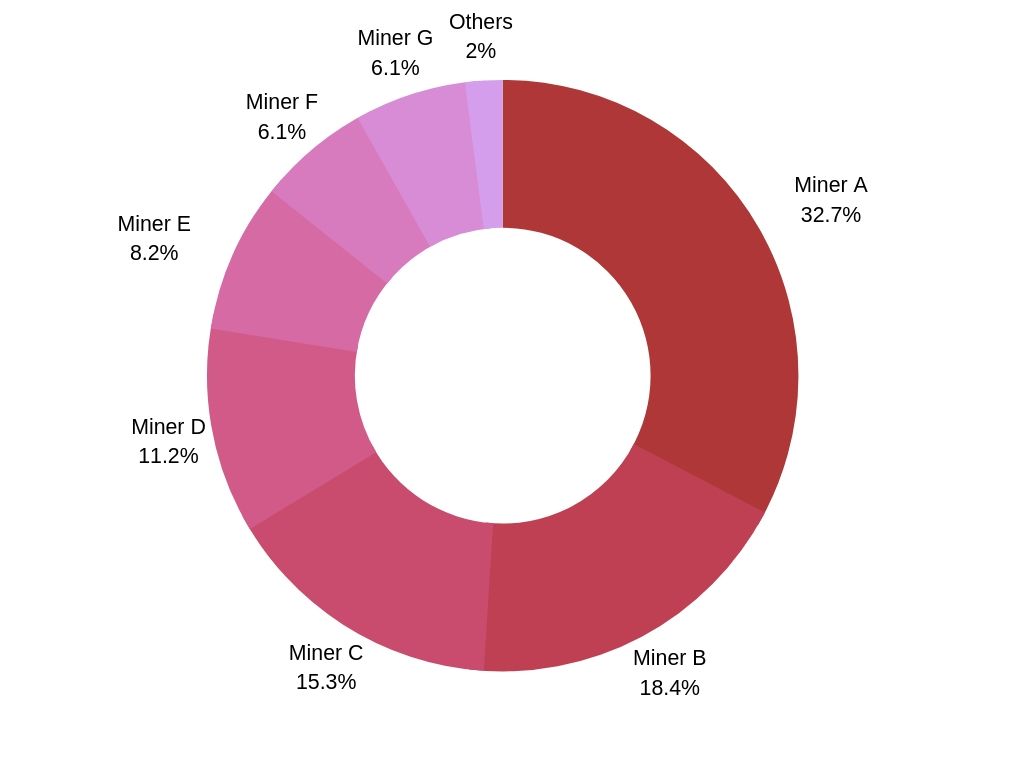 Others
2%
Miner G
6.1%
Miner F
6.1%
Miner A
32.7%
Miner E
8.2%
Miner D
11.2%
Miner C
15.3%
Miner B
18.4%